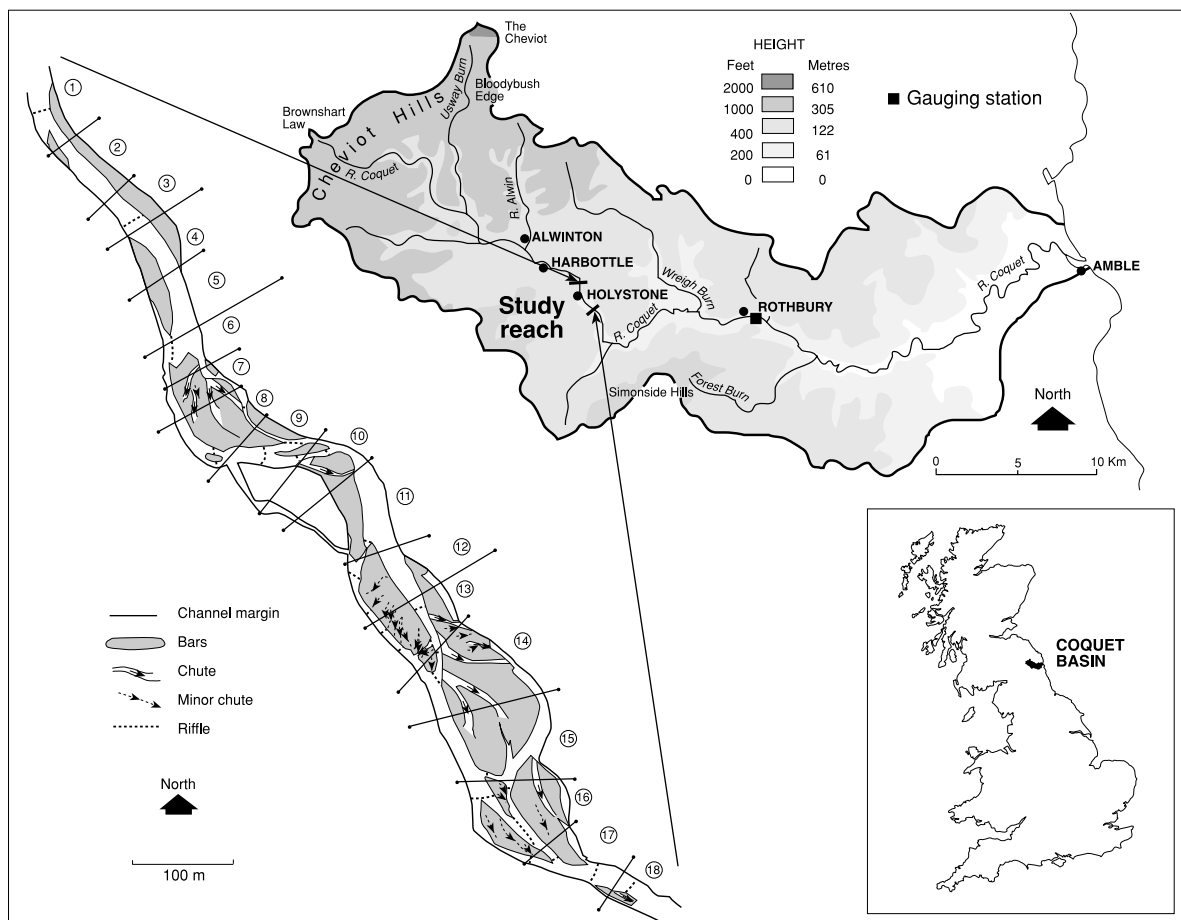 The
Cheviot
Bloodybush
Edge
Usway Burn
Brownshart
Law
Cheviot Hills
R. Coquet
R. Alwin
ALWINTON
HARBOTTLE
HOLYSTONE
Study
reach
R. Coquet
Wreigh Burn
ROTHBURY
Forest Burn
Simonside Hills
R. Coquet
AMBLE
HEIGHT
Feet Metres
2000 610
1000 305
400 122
200 61
0 0
Gauging station
North
0 5 10 Km
1
2
3
4
5
6
7
8
9
10
11
12
13
14
15
16
17
18
Channel margin
Bars
Chute
Minor chute
Riffle
North
100 m
COQUET
BASIN